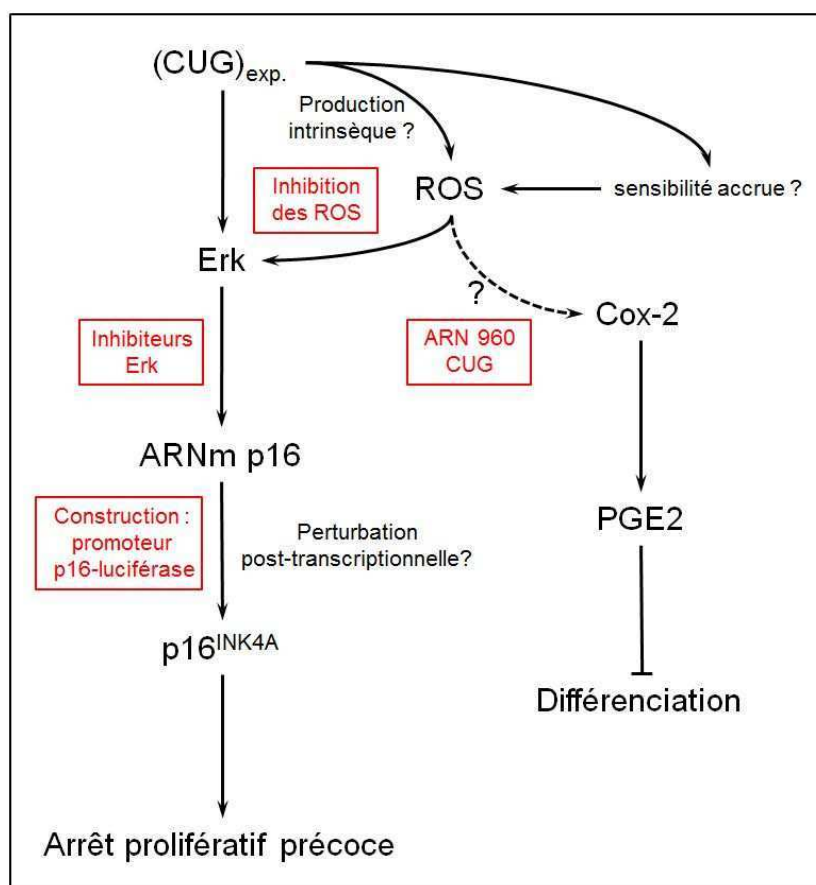 (CUG)exp.
Production
intrinsèque ?
Inhibition
des ROS
ROS
sensibilité accrue ?
Erk
?
Cox-2
Inhibiteurs
Erk
ARN 960
CUG
ARNm p16
Construction :
promoteur
p16-luciférase
Perturbation
post-transcriptionnelle?
PGE2
p16INK4A
Différenciation
Arrêt prolifératif précoce